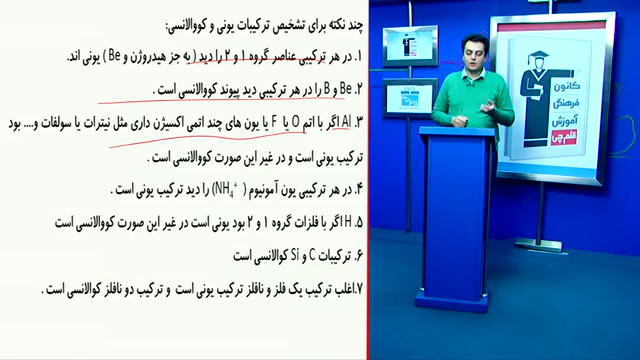 چند نکته برای تشخیص ترکیبات یونی و کووالانسی:
۱. در هر ترکیبی عناصر گروه ۱ و ۲ را دید ( به جز هیدروژن و Be ) یونی اند.
۲. Be و B را در هر ترکیبی دید پیوند کووالانسی است .
۳. Al اگر با اتم O یا F یا یون های چند اتمی اکسیژن داری مثل نیترات یا سولفات و.... بود
ترکیب یونی است و در غیر این صورت کووالانسی است .
۴. در هر ترکیبی یون آمونیوم ( NH₄⁺ ) را دید ترکیب یونی است .
۵. H اگر با فلزات گروه ۱ و ۲ بود یونی است در غیر این صورت کووالانسی است
۶. ترکیبات C و Si کووالانسی است
۷. اغلب ترکیب یک فلز و نافلز ترکیب یونی است و ترکیب دو نافلز کوالانسی است .
کانون
فرهنگی
آموزش
قلم‌چی